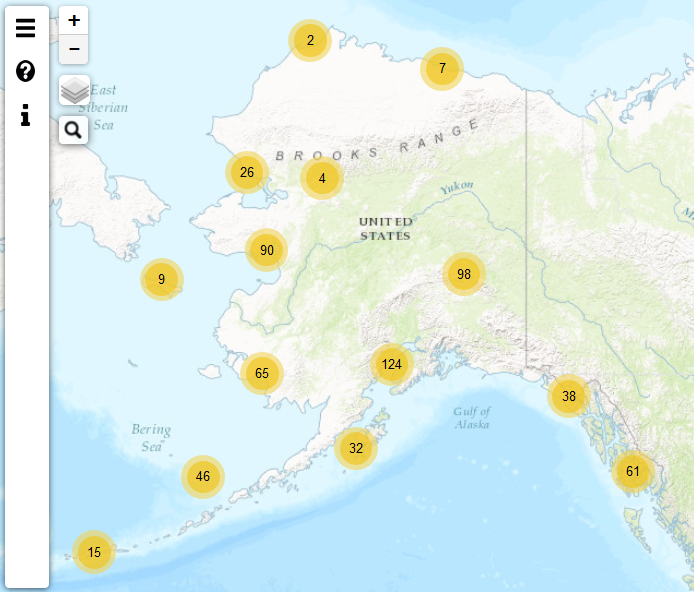 +
−
?
i
East
Siberian
Sea
2
7
BROOKS RANGE
26
4
Yukon
UNITED
STATES
90
9
98
65
124
38
Gulf of
Alaska
Bering
Sea
32
46
61
15